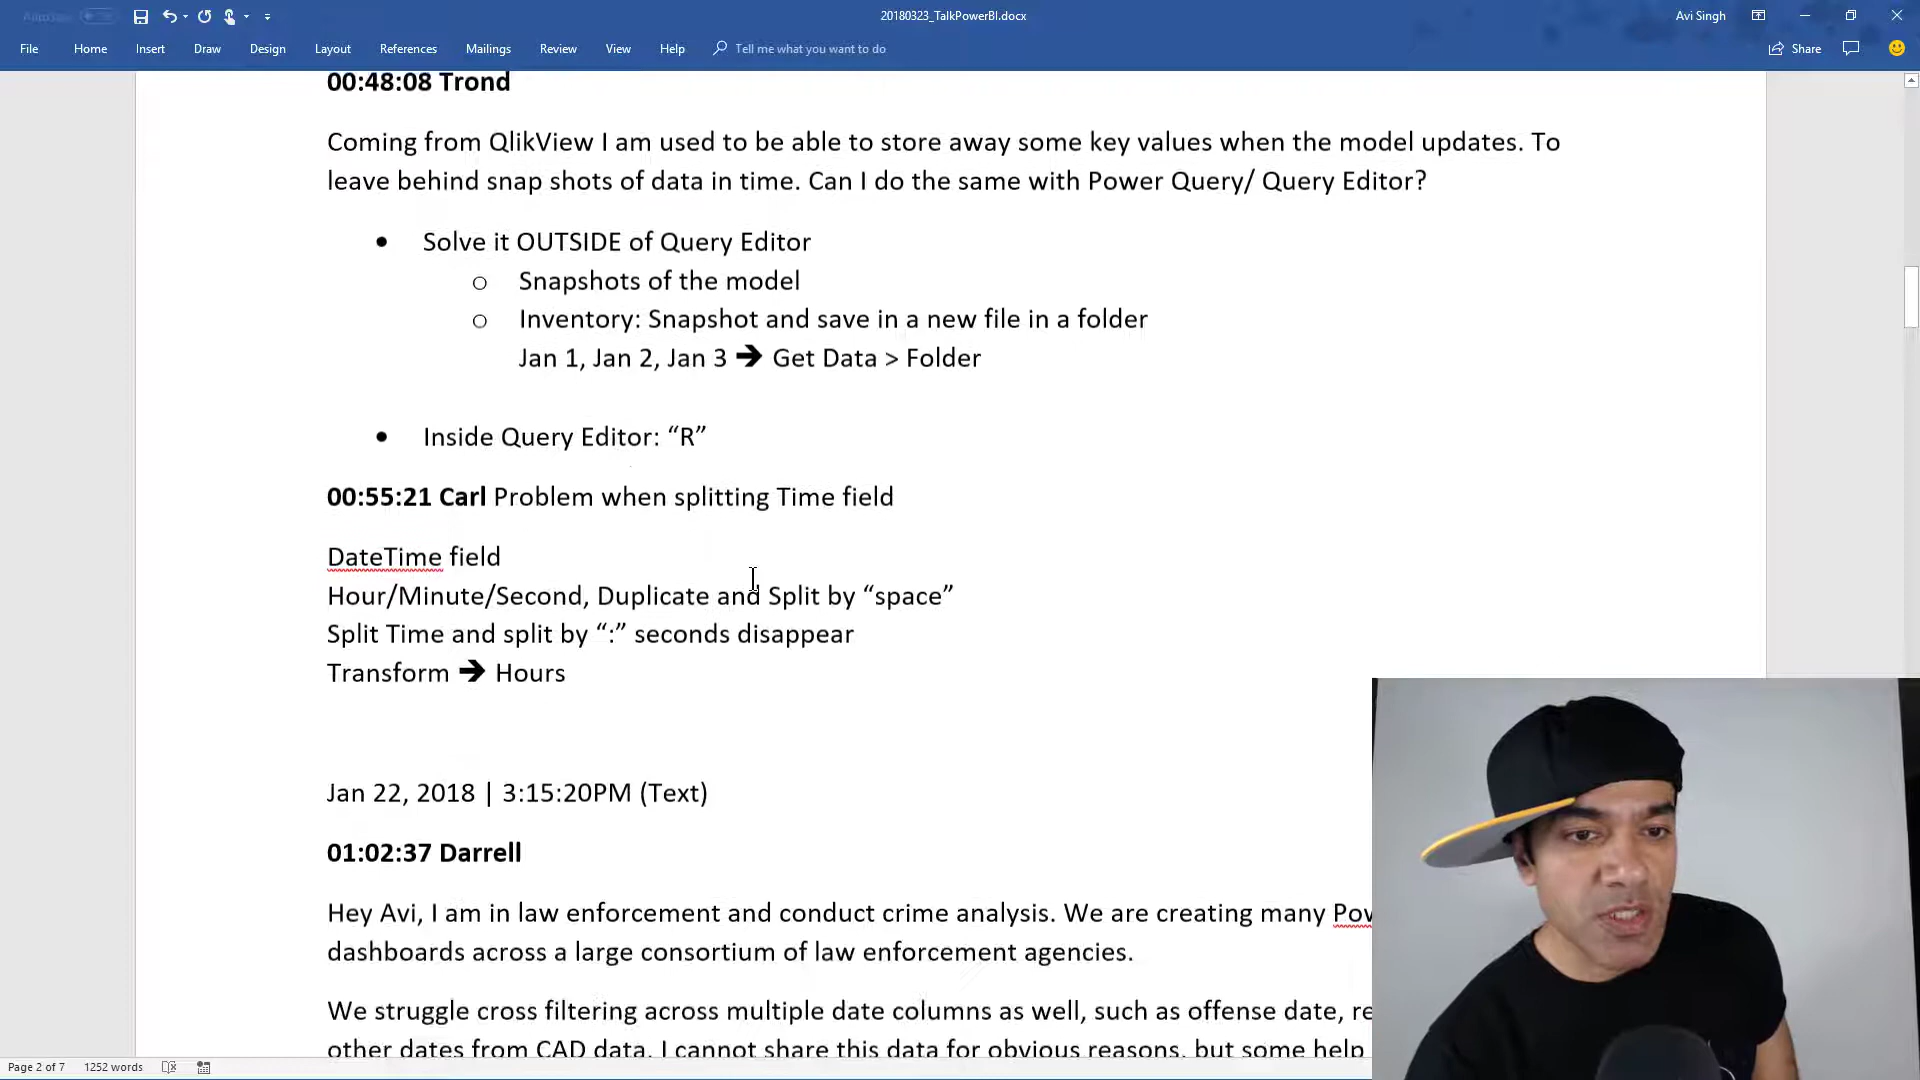 AutoSave
20180323_TalkPowerBI.docx
Avi Singh
File Home Insert Draw Design Layout References Mailings Review View Help Tell me what you want to do Share
00:48:08 Trond
Coming from QlikView I am used to be able to store away some key values when the model updates. To
leave behind snap shots of data in time. Can I do the same with Power Query/ Query Editor?
• Solve it OUTSIDE of Query Editor
o Snapshots of the model
o Inventory: Snapshot and save in a new file in a folder
Jan 1, Jan 2, Jan 3 ➔ Get Data > Folder
• Inside Query Editor: “R”
00:55:21 Carl Problem when splitting Time field
DateTime field
Hour/Minute/Second, Duplicate and Split by “space”
Split Time and split by “:” seconds disappear
Transform ➔ Hours
Jan 22, 2018 | 3:15:20PM (Text)
01:02:37 Darrell
Hey Avi, I am in law enforcement and conduct crime analysis. We are creating many Pow
dashboards across a large consortium of law enforcement agencies.
We struggle cross filtering across multiple date columns as well, such as offense date, re
other dates from CAD data. I cannot share this data for obvious reasons, but some help
Page 2 of 7 1252 words